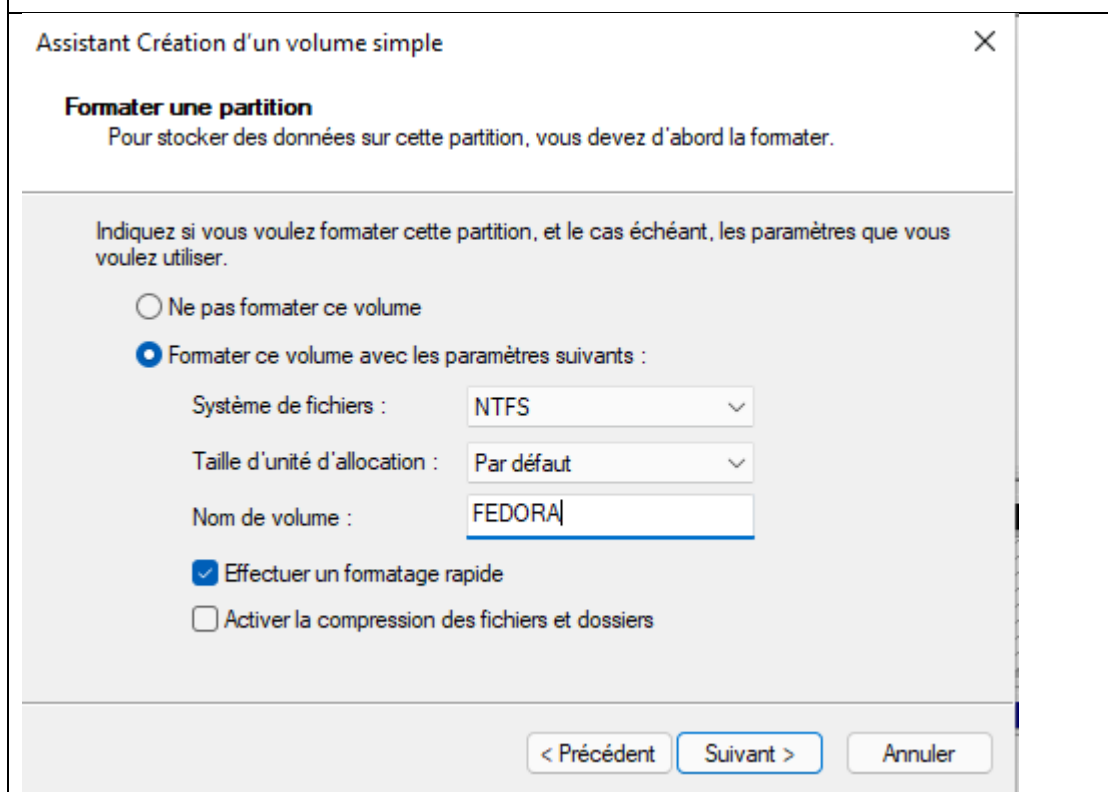 Assistant Création d'un volume simple
Formater une partition
Pour stocker des données sur cette partition, vous devez d'abord la formater.
Indiquez si vous voulez formater cette partition, et le cas échéant, les paramètres que vous
voulez utiliser.
Ne pas formater ce volume
Formater ce volume avec les paramètres suivants :
Système de fichiers : NTFS
Taille d'unité d'allocation : Par défaut
Nom de volume : FEDORA
Effectuer un formatage rapide
Activer la compression des fichiers et dossiers
< Précédent Suivant > Annuler